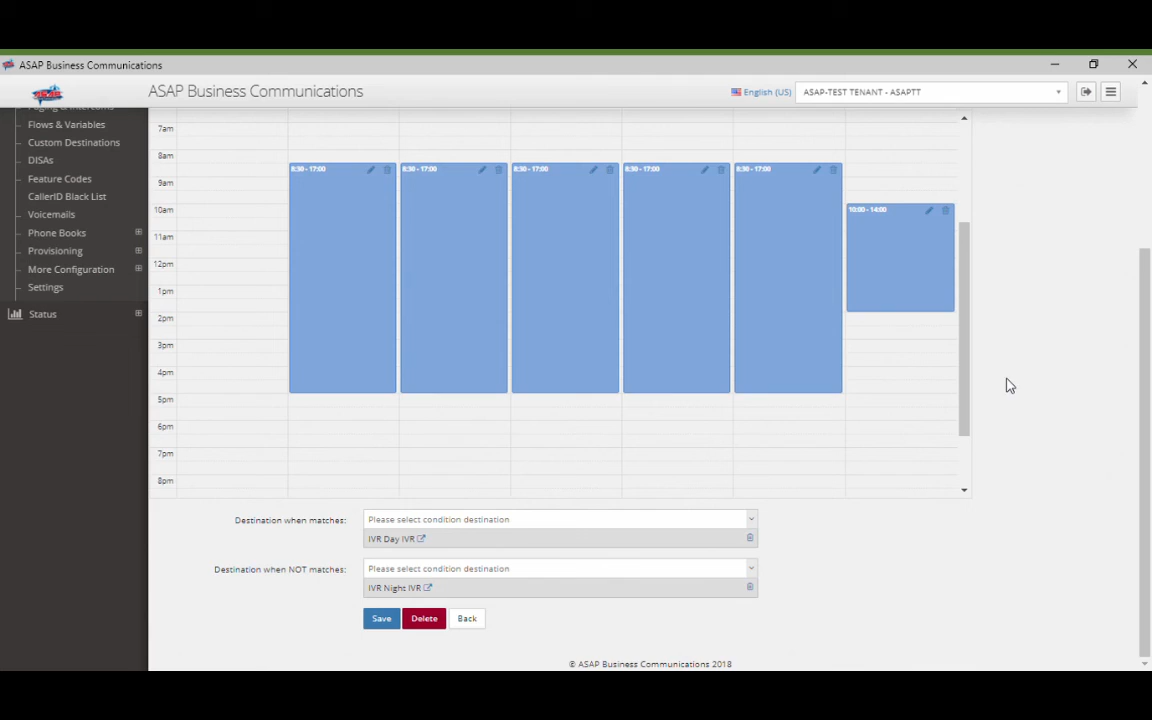 ASAP Business Communications
ASAP Business Communications
English (US)
ASAP-TEST TENANT - ASAPTT
Paging & Intercoms
Flows & Variables
Custom Destinations
DISAs
Feature Codes
CallerID Black List
Voicemails
Phone Books
Provisioning
More Configuration
Settings
Status
7am
8am
8:30 - 17:00 8:30 - 17:00 8:30 - 17:00 8:30 - 17:00 8:30 - 17:00
9am
10am 10:00 - 14:00
11am
12pm
1pm
2pm
3pm
4pm
5pm
6pm
7pm
8pm
Destination when matches: Please select condition destination
IVR Day IVR
Destination when NOT matches: Please select condition destination
IVR Night IVR
Save Delete Back
© ASAP Business Communications 2018